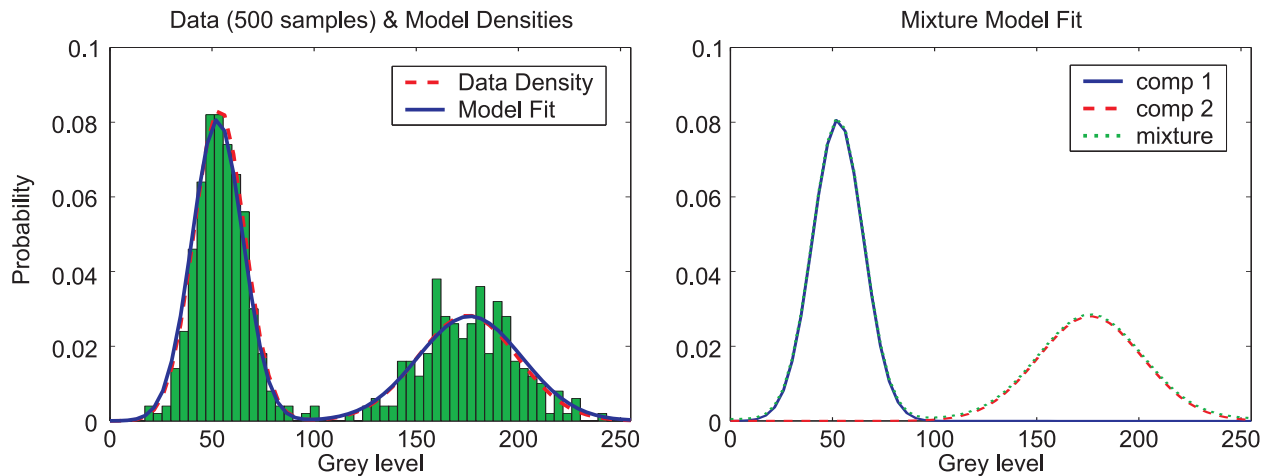 Data (500 samples) & Model Densities
0.1
0.08
0.06
0.04
0.02
0
Probability
Data Density
Model Fit
0 50 100 150 200 250
Grey level
Mixture Model Fit
0.1
0.08
0.06
0.04
0.02
0
comp 1
comp 2
mixture
0 50 100 150 200 250
Grey level